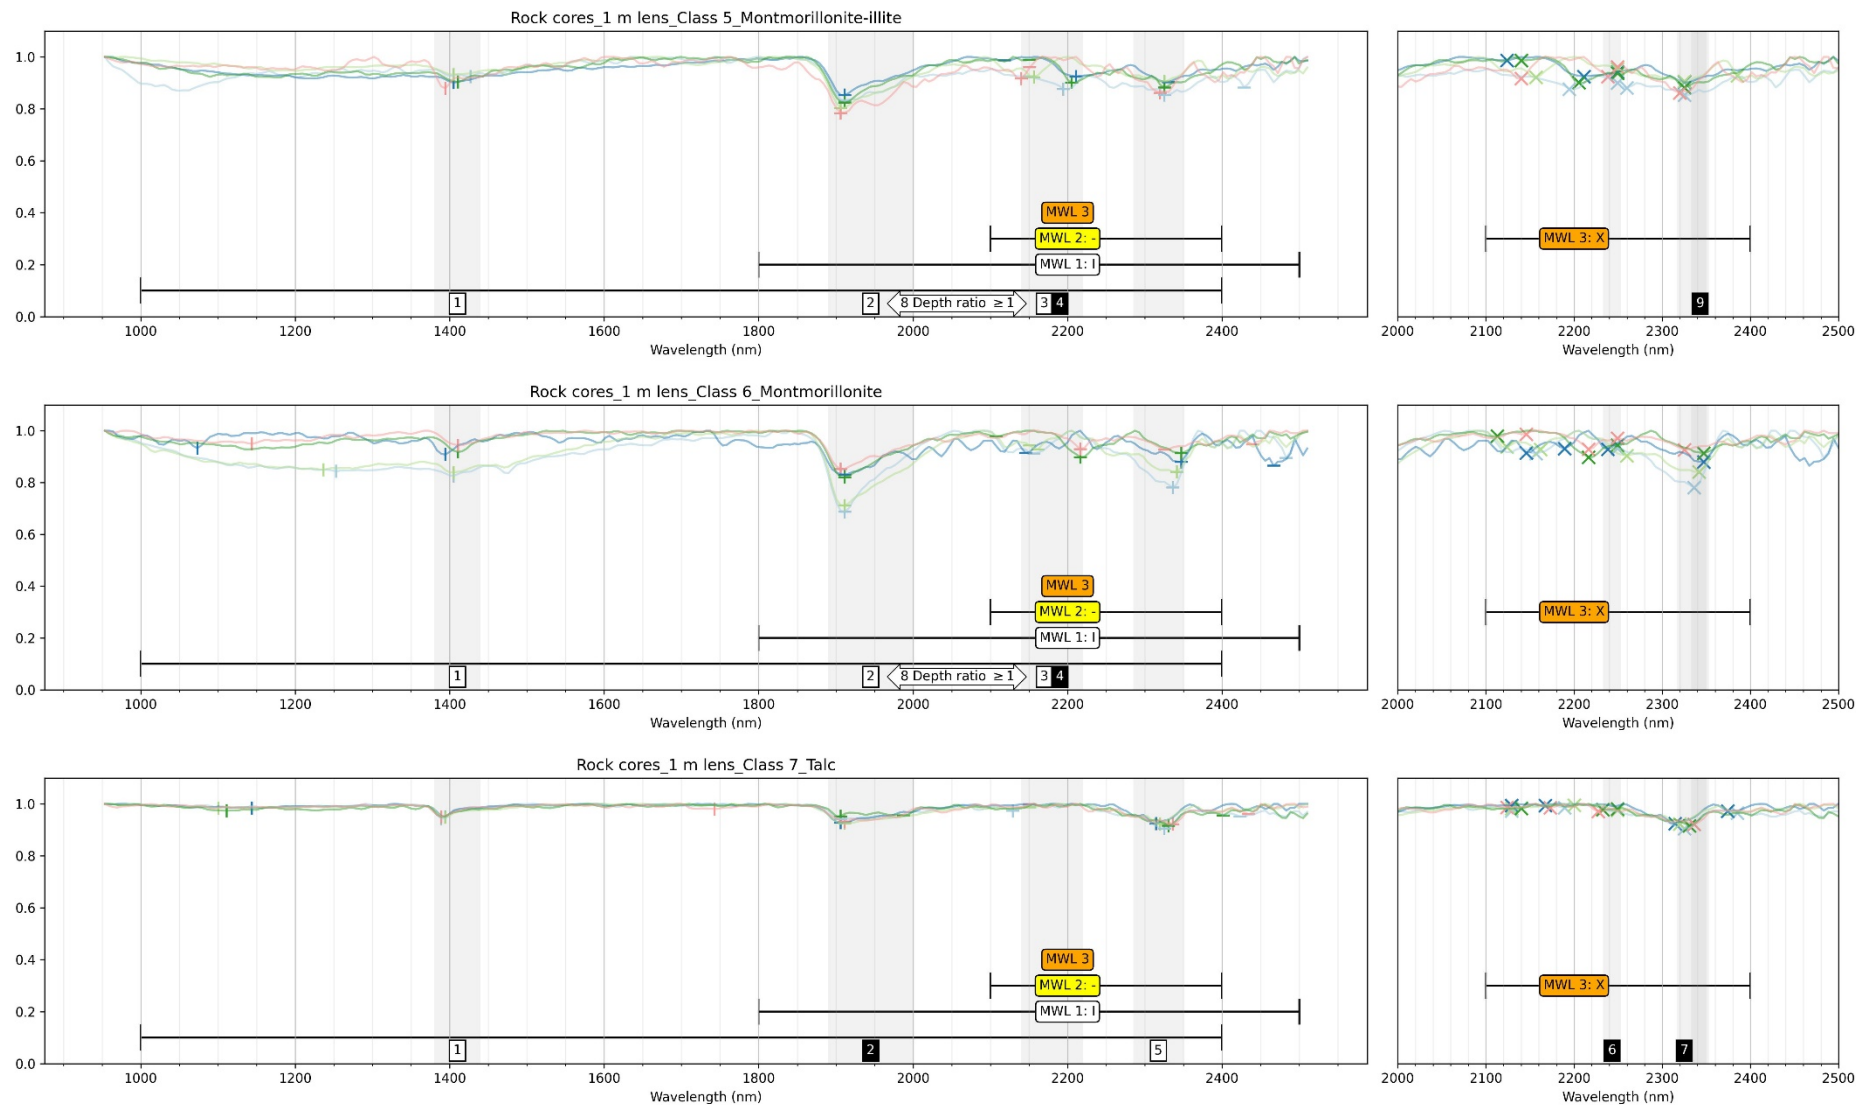 Rock cores_1 m lens_Class 5_Montmorillonite-illite
1.0
0.8
0.6
0.4
0.2
0.0
MWL 3
MWL 2: -
MWL 1: I
1
2
8 Depth ratio ≥1
3
4
1000 1200 1400 1600 1800 2000 2200 2400
Wavelength (nm)
MWL 3: X
9
2000 2100 2200 2300 2400 2500
Wavelength (nm)
Rock cores_1 m lens_Class 6_Montmorillonite
1.0
0.8
0.6
0.4
0.2
0.0
MWL 3
MWL 2: -
MWL 1: I
1
2
8 Depth ratio ≥1
3
4
1000 1200 1400 1600 1800 2000 2200 2400
Wavelength (nm)
MWL 3: X
2000 2100 2200 2300 2400 2500
Wavelength (nm)
Rock cores_1 m lens_Class 7_Talc
1.0
0.8
0.6
0.4
0.2
0.0
MWL 3
MWL 2: -
MWL 1: I
1
2
5
1000 1200 1400 1600 1800 2000 2200 2400
Wavelength (nm)
MWL 3: X
6
7
2000 2100 2200 2300 2400 2500
Wavelength (nm)